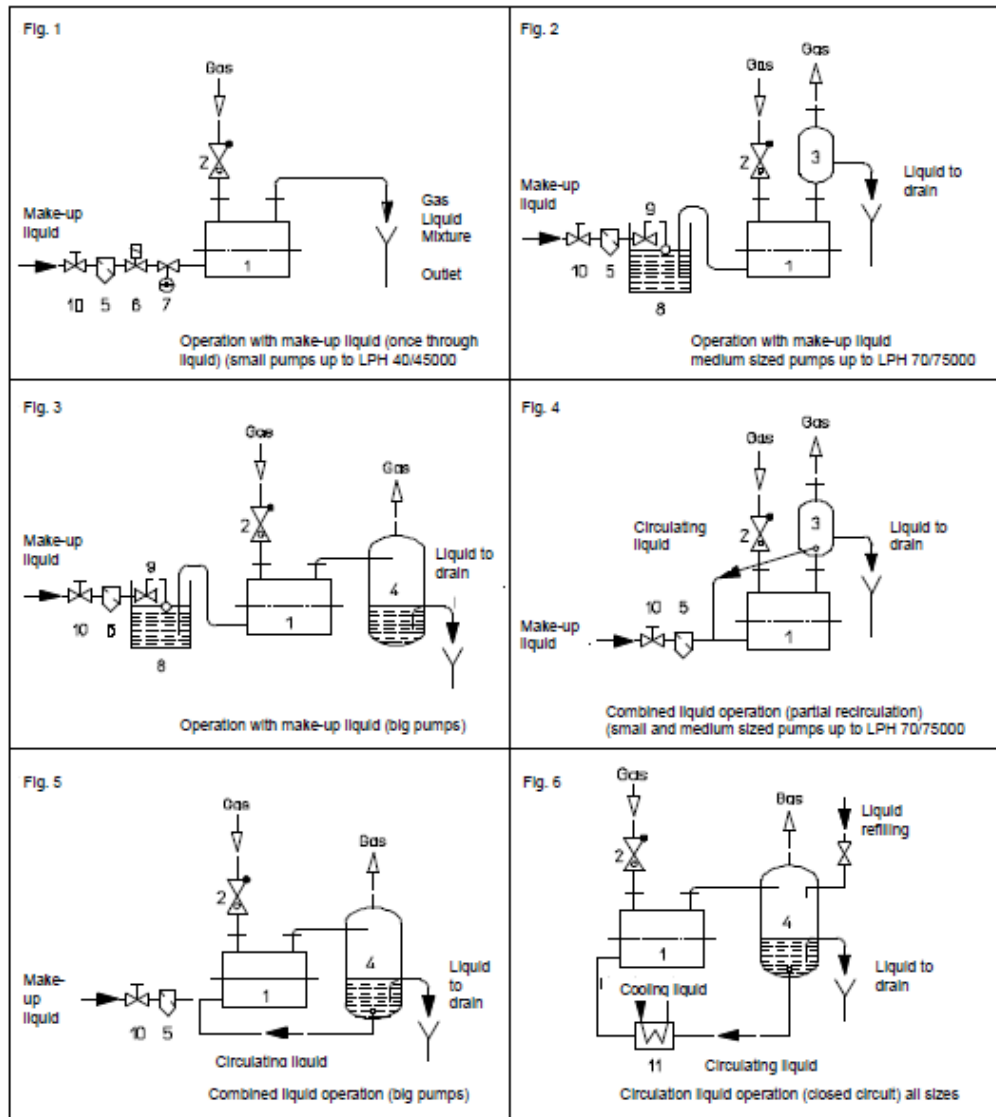 Fig. 1
Gas
2
Make-up
liquid
Gas
Liquid
Mixture
1
Outlet
10 5 6 7
Operation with make-up liquid (once through
liquid) (small pumps up to LPH 40/45000
Fig. 2
Gas
Gas
2
3
Liquid to
drain
Make-up
liquid
9
1
10 5
8
Operation with make-up liquid
medium sized pumps up to LPH 70/75000
Fig. 3
Gas
Gas
2
Make-up
liquid
9
Liquid to
drain
4
1
10 5
8
Operation with make-up liquid (big pumps)
Fig. 4
Gas
Gas
2
3
Circulating
liquid
Liquid to
drain
10 5
Make-up
liquid
1
Combined liquid operation (partial recirculation)
(small and medium sized pumps up to LPH 70/75000
Fig. 5
Gas
Gas
2
4
Make-
up
liquid
1
Liquid
to
drain
10 5
Circulating liquid
Combined liquid operation (big pumps)
Fig. 6
Gas
Gas
Liquid
refilling
2
4
1
Liquid to
drain
Cooling liquid
11
Circulating liquid
Circulation liquid operation (closed circuit) all sizes